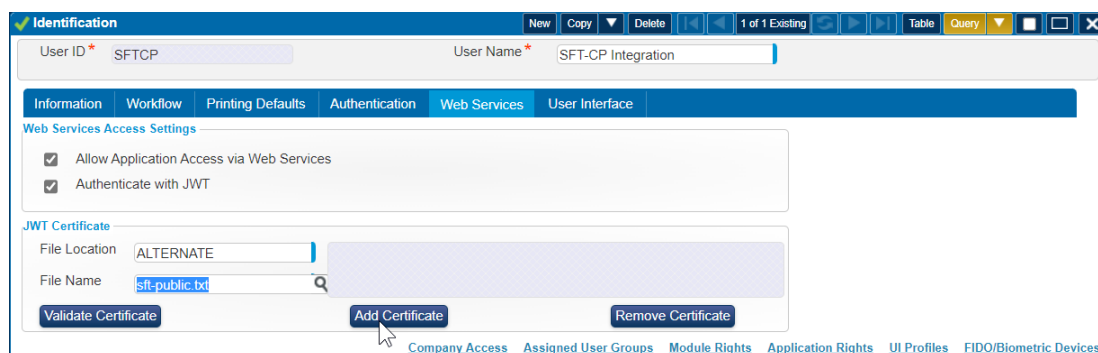 Identification New Copy Delete 1 of 1 Existing Table Query
User ID * SFTCP User Name * SFT-CP Integration
Information Workflow Printing Defaults Authentication Web Services User Interface
Web Services Access Settings
Allow Application Access via Web Services
Authenticate with JWT
JWT Certificate
File Location ALTERNATE
File Name sft-public.txt
Validate Certificate Add Certificate Remove Certificate
Company Access Assigned User Groups Module Rights Application Rights UI Profiles FIDO/Biometric Devices